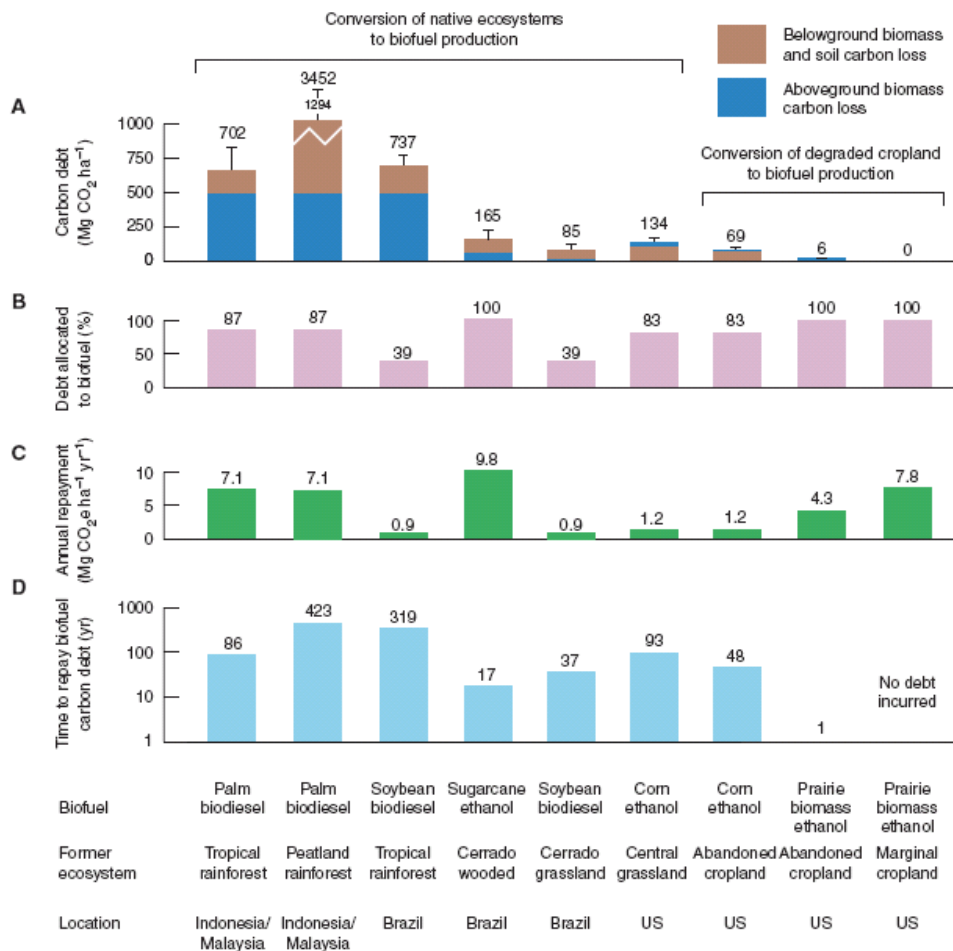 Conversion of native ecosystems
to biofuel production
Belowground biomass
and soil carbon loss
Aboveground biomass
carbon loss
Conversion of degraded cropland
to biofuel production
A
Carbon debt
(Mg CO₂ ha⁻¹)
1000
750
500
250
0
702
3452
1294
737
165
85
134
69
6
0
B
Debt allocated
to biofuel (%)
100
50
0
87
87
39
100
39
83
83
100
100
C
Annual repayment
(Mg CO₂e ha⁻¹ yr⁻¹)
10
5
0
7.1
7.1
0.9
9.8
0.9
1.2
1.2
4.3
7.8
D
Time to repay biofuel
carbon debt (yr)
1000
100
10
1
86
423
319
17
37
93
48
1
No debt
incurred
Biofuel
Palm
biodiesel
Palm
biodiesel
Soybean
biodiesel
Sugarcane
ethanol
Soybean
biodiesel
Corn
ethanol
Corn
ethanol
Prairie
biomass
ethanol
Prairie
biomass
ethanol
Former
ecosystem
Tropical
rainforest
Peatland
rainforest
Tropical
rainforest
Cerrado
wooded
Cerrado
grassland
Central
grassland
Abandoned
cropland
Abandoned
cropland
Marginal
cropland
Location
Indonesia/
Malaysia
Indonesia/
Malaysia
Brazil
Brazil
Brazil
US
US
US
US